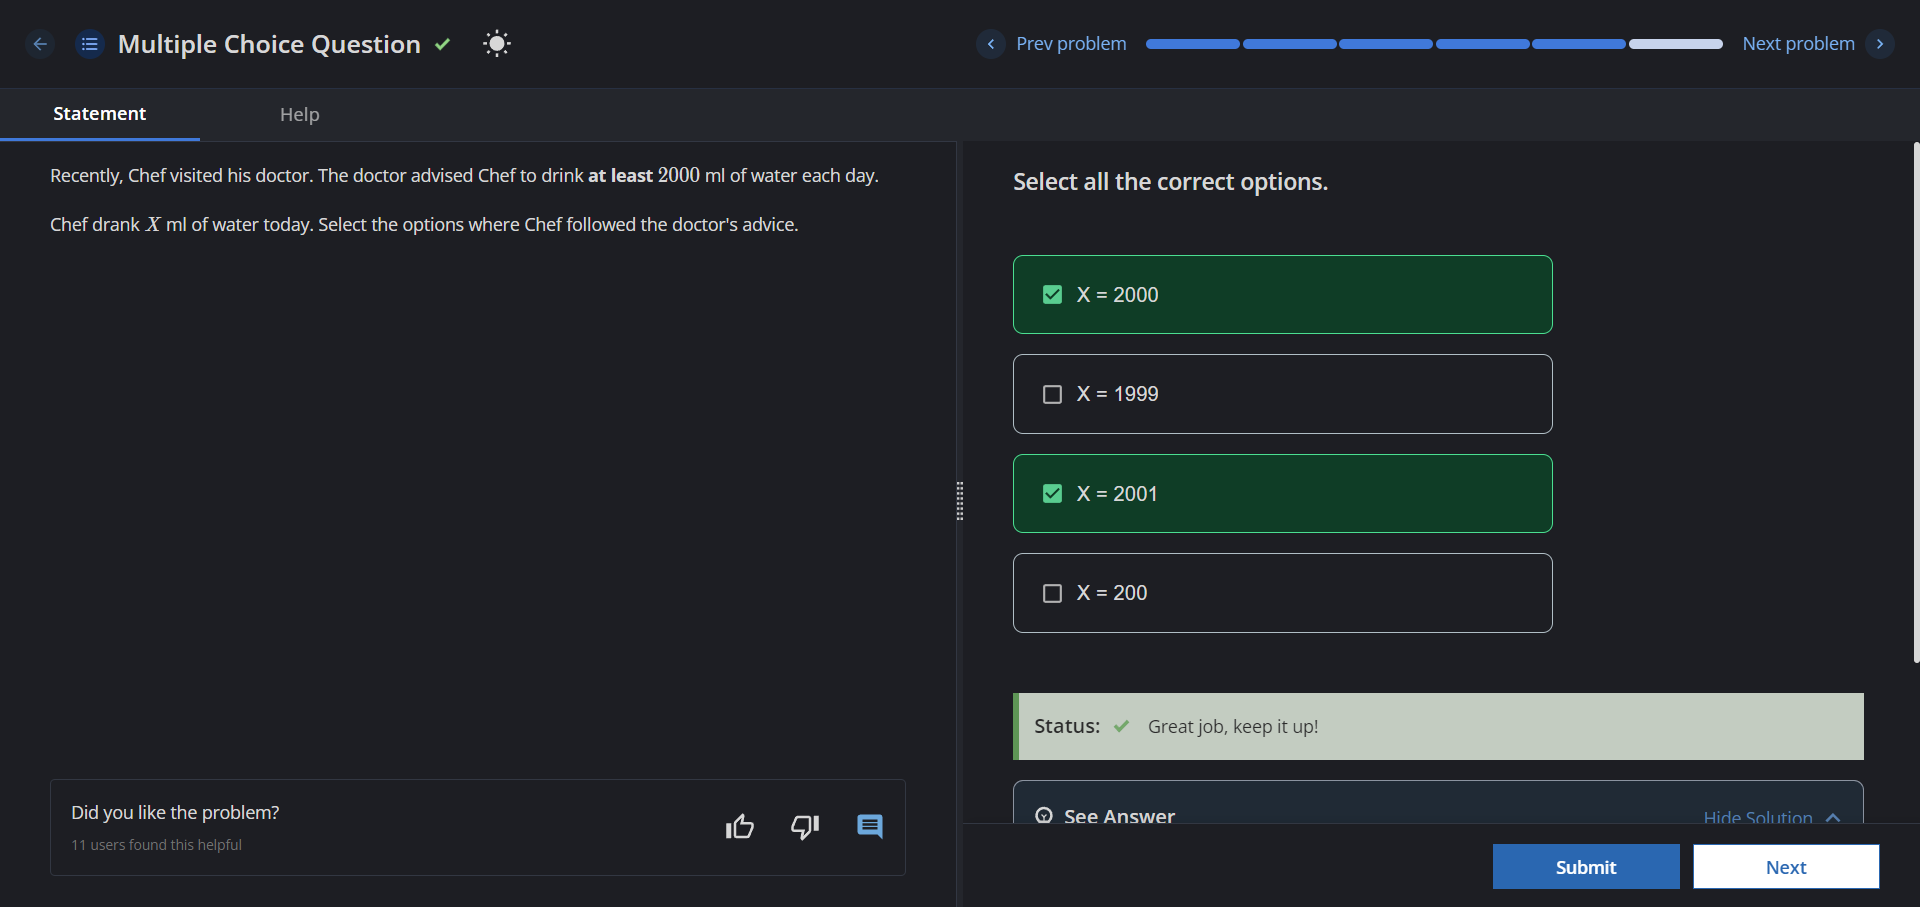 Multiple Choice Question
Prev problem
Next problem
Statement
Help
Recently, Chef visited his doctor. The doctor advised Chef to drink at least 2000 ml of water each day.
Chef drank X ml of water today. Select the options where Chef followed the doctor's advice.
Did you like the problem?
11 users found this helpful
Select all the correct options.
X = 2000
X = 1999
X = 2001
X = 200
Status: Great job, keep it up!
See Answer
Hide Solution
Submit
Next